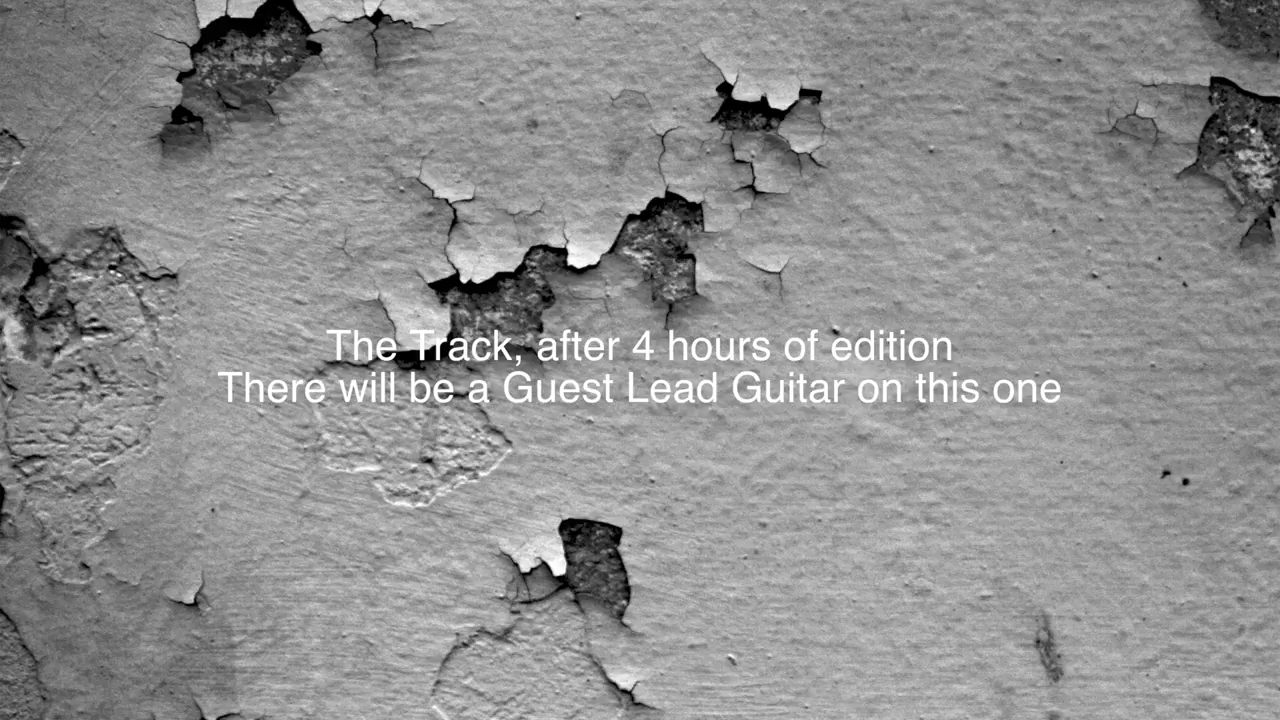 The Track, after 4 hours of edition
There will be a Guest Lead Guitar on this one